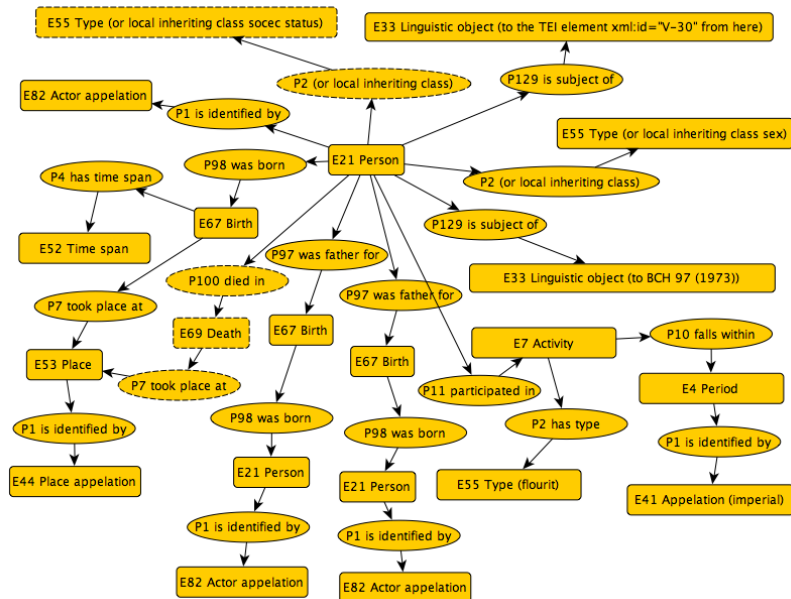 E55 Type (or local inheriting class socec status)
E33 Linguistic object (to the TEI element xml:id="V-30" from here)
P2 (or local inheriting class)
P129 is subject of
E82 Actor appelation
P1 is identified by
E55 Type (or local inheriting class sex)
E21 Person
P98 was born
P4 has time span
P2 (or local inheriting class)
E67 Birth
P129 is subject of
E52 Time span
P97 was father for
E33 Linguistic object (to BCH 97 (1973))
P100 died in
P97 was father for
P7 took place at
E67 Birth
E69 Death
E7 Activity
P10 falls within
E53 Place
E67 Birth
P7 took place at
P11 participated in
E4 Period
P98 was born
P2 has type
P1 is identified by
P98 was born
P1 is identified by
E44 Place appelation
E21 Person
E21 Person
E55 Type (flourit)
E41 Appelation (imperial)
P1 is identified by
P1 is identified by
E82 Actor appelation
E82 Actor appelation